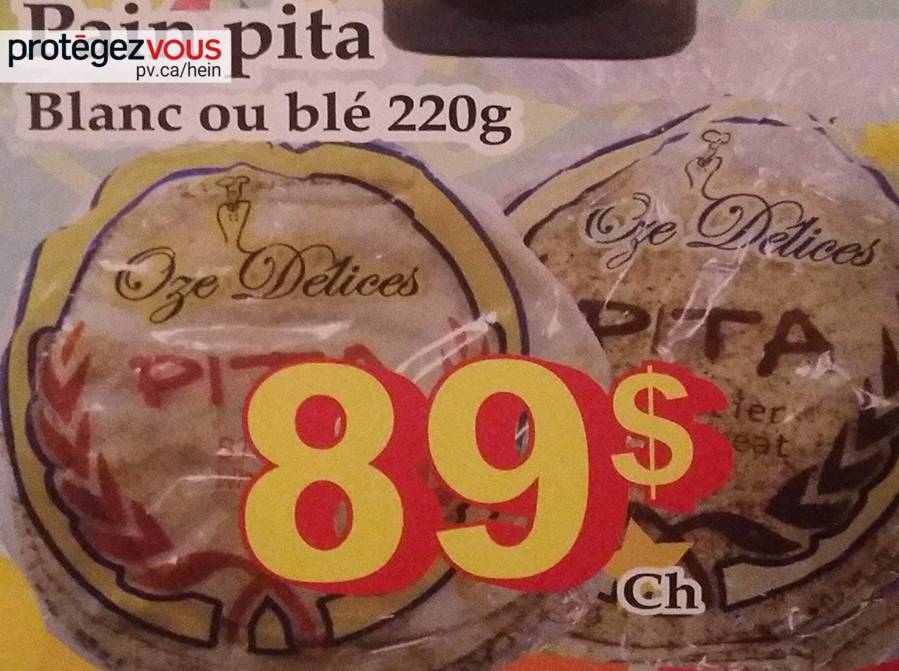 Pain pita
protégezvous
pv.ca/hein
Blanc ou blé 220g
Oze Délices
PITA
Oze Délices
PITA
89$
Ch